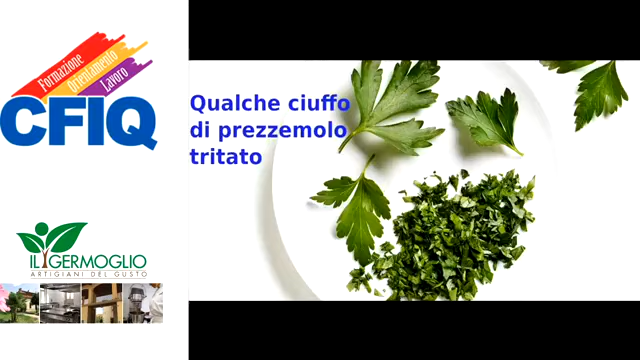 Formazione
Orientamento
Lavoro
CFIQ
Qualche ciuffo
di prezzemolo
tritato
IL GERMOGLIO
ARTIGIANI DEL GUSTO